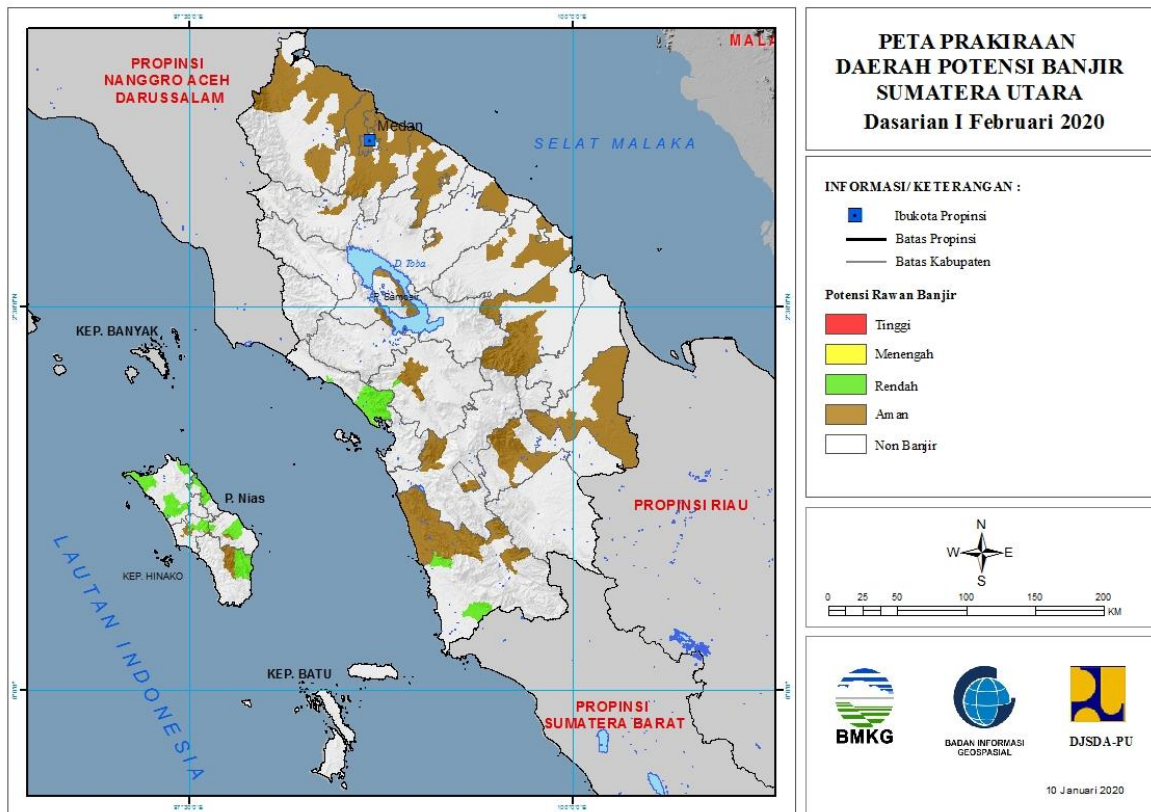 PETA PRAKIRAAN
DAERAH POTENSI BANJIR
SUMATERA UTARA
Dasarian I Februari 2020
INFORMASI/ KETERANGAN :
Ibukota Propinsi
Batas Propinsi
Batas Kabupaten
Potensi Rawan Banjir
Tinggi
Menengah
Rendah
Aman
Non Banjir
N
W E
S
0 25 50 100 150 200
KM
BMKG
BADAN INFORMASI
GEOSPASIAL
DJSDA-PU
10 Januari 2020
PROPINSI
NANGGRO ACEH
DARUSSALAM
MALA
Medan
SELAT MALAKA
D. Toba
P. Samosir
KEP. BANYAK
P. Nias
PROPINSI RIAU
KEP. HINAKO
LAUTAN INDONESIA
KEP. BATU
PROPINSI
SUMATERA BARAT